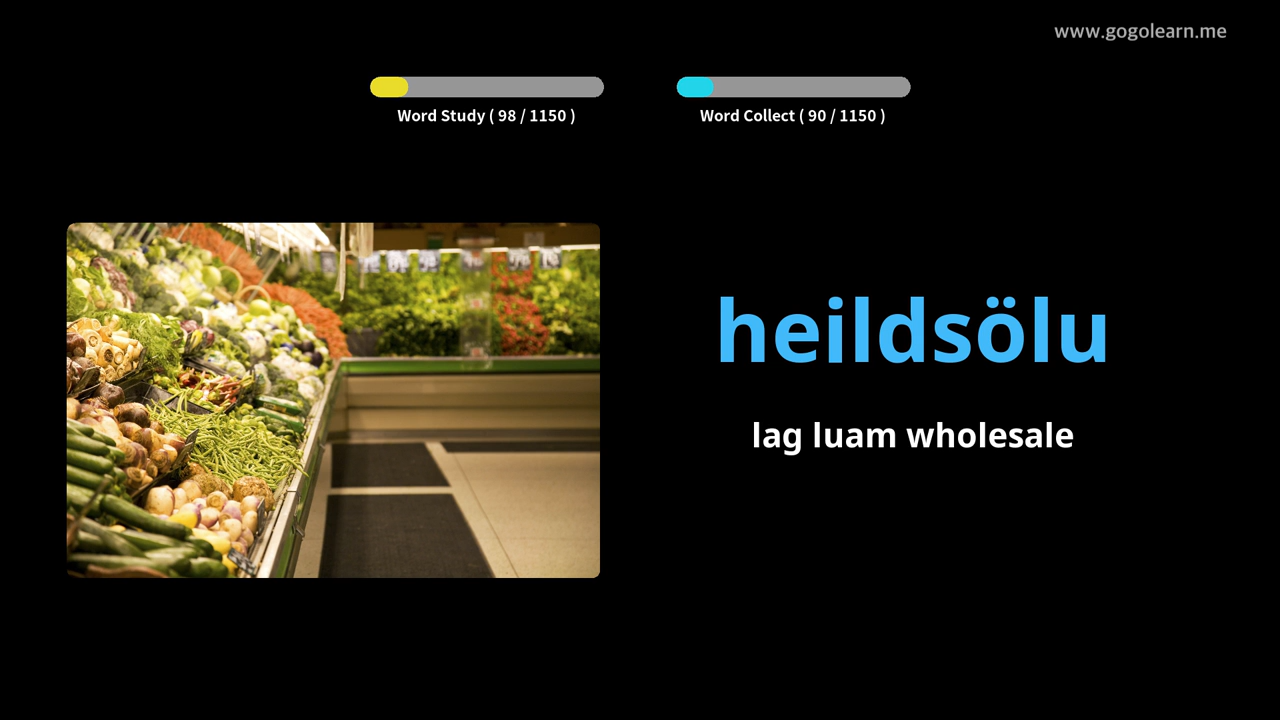 www.gogolearn.me
Word Study ( 98 / 1150 )
Word Collect ( 90 / 1150 )
heildsölu
lag luam wholesale